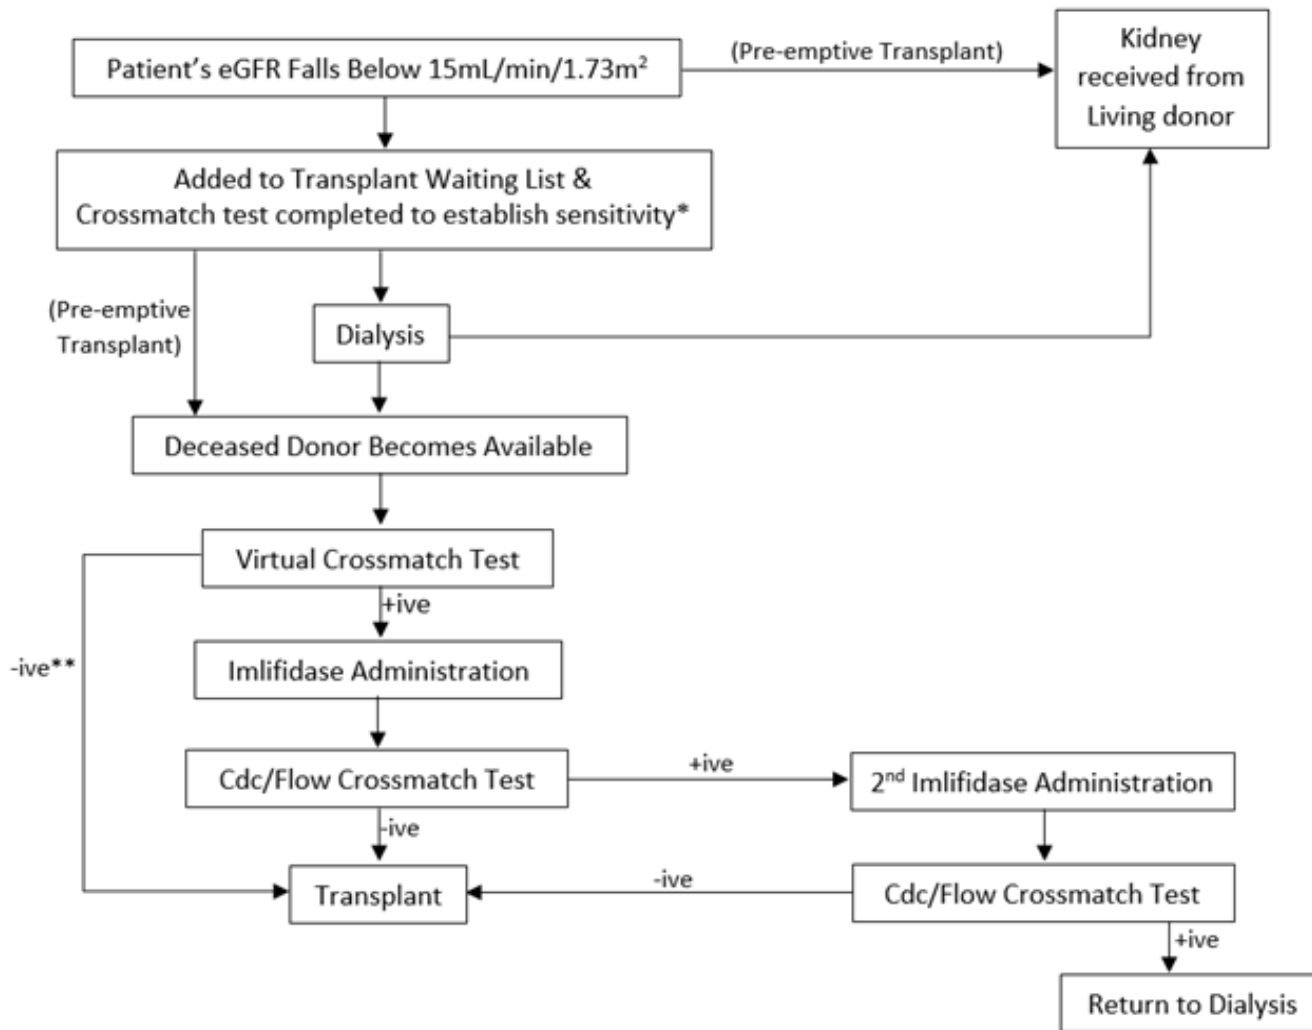 Patient’s eGFR Falls Below 15mL/min/1.73m²
(Pre-emptive Transplant)
Kidney
received from
Living donor
Added to Transplant Waiting List &
Crossmatch test completed to establish sensitivity*
(Pre-emptive
Transplant)
Dialysis
Deceased Donor Becomes Available
Virtual Crossmatch Test
+ive
-ive**
Imlifidase Administration
Cdc/Flow Crossmatch Test
+ive
2nd Imlifidase Administration
-ive
Transplant
-ive
Cdc/Flow Crossmatch Test
+ive
Return to Dialysis